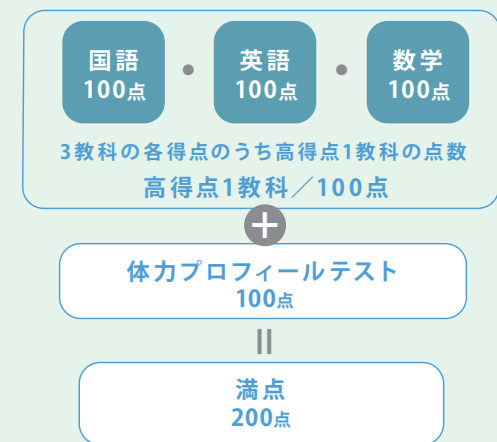 国語 ・ 英語 ・ 数学
100点 100点 100点
3教科の各得点のうち高得点1教科の点数
高得点1教科／100点
+
体力プロフィールテスト
100点
||
満点
200点